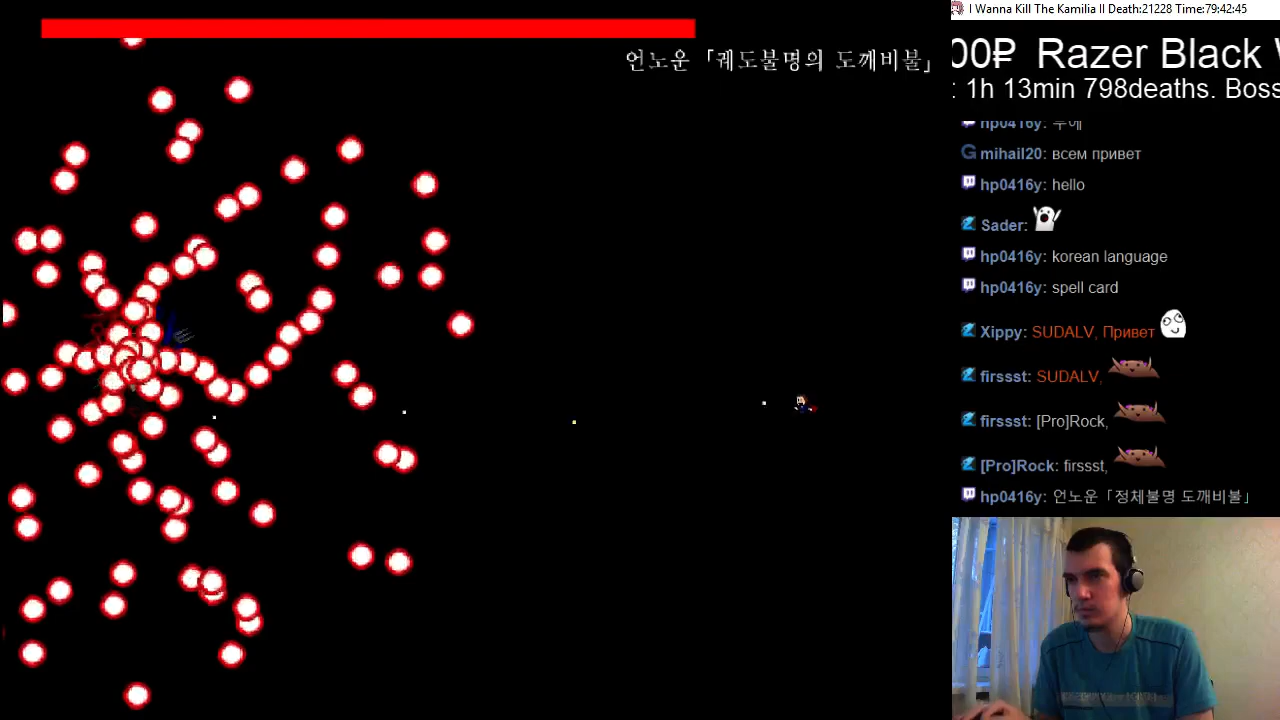 I Wanna Kill The Kamilia II Death:21228 Time:79:42:45
언노운「궤도불명의 도깨비불」
00₽ Razer Black
: 1h 13min 798deaths. Boss
hp0416y: 우에
mihail20: всем привет
hp0416y: hello
Sader:
hp0416y: korean language
hp0416y: spell card
Xippy: SUDALV, Привет
firssst: SUDALV,
firssst: [Pro]Rock,
[Pro]Rock: firssst,
hp0416y: 언노운「정체불명 도깨비불」